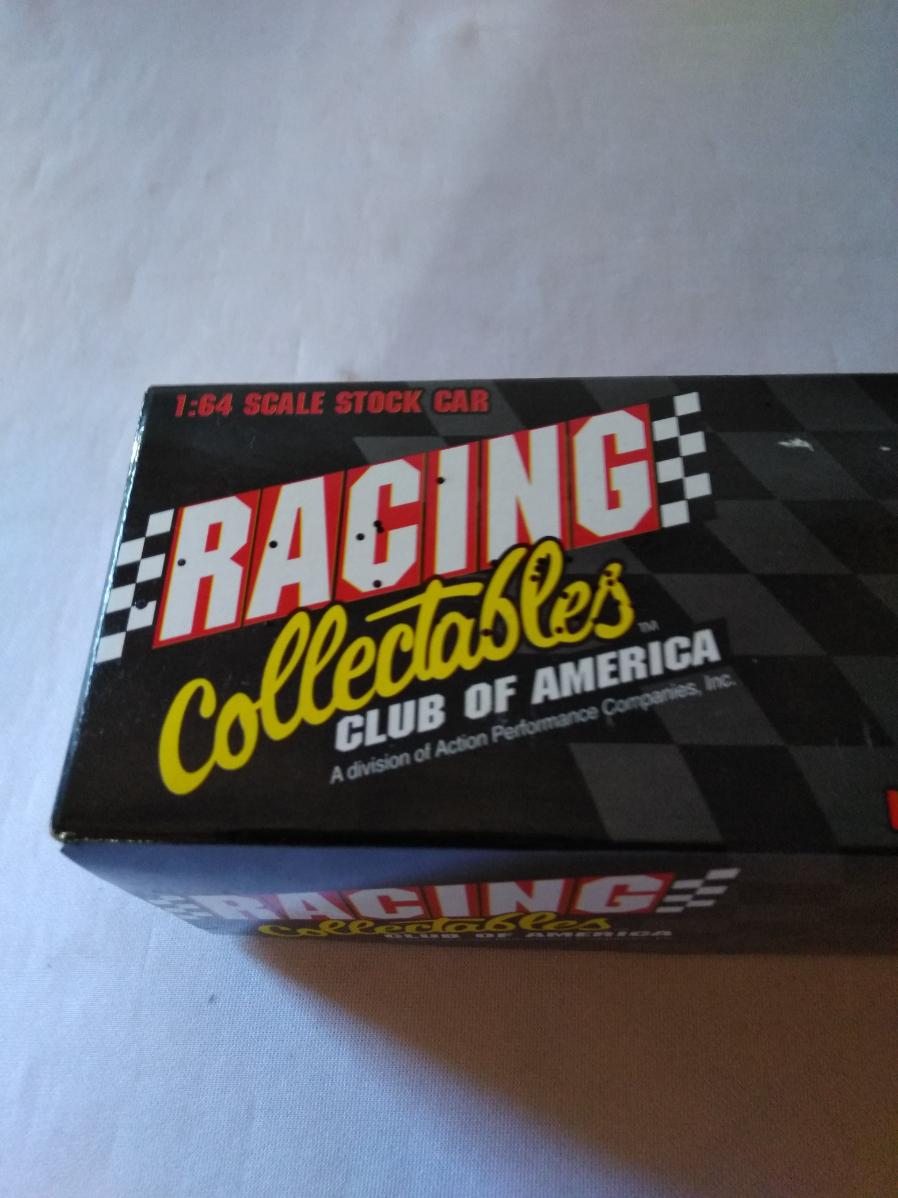 1:64 SCALE STOCK CAR
RACING
Collectables™
CLUB OF AMERICA
A division of Action Performance Companies, Inc.
RACING
Collectables
CLUB OF AMERICA